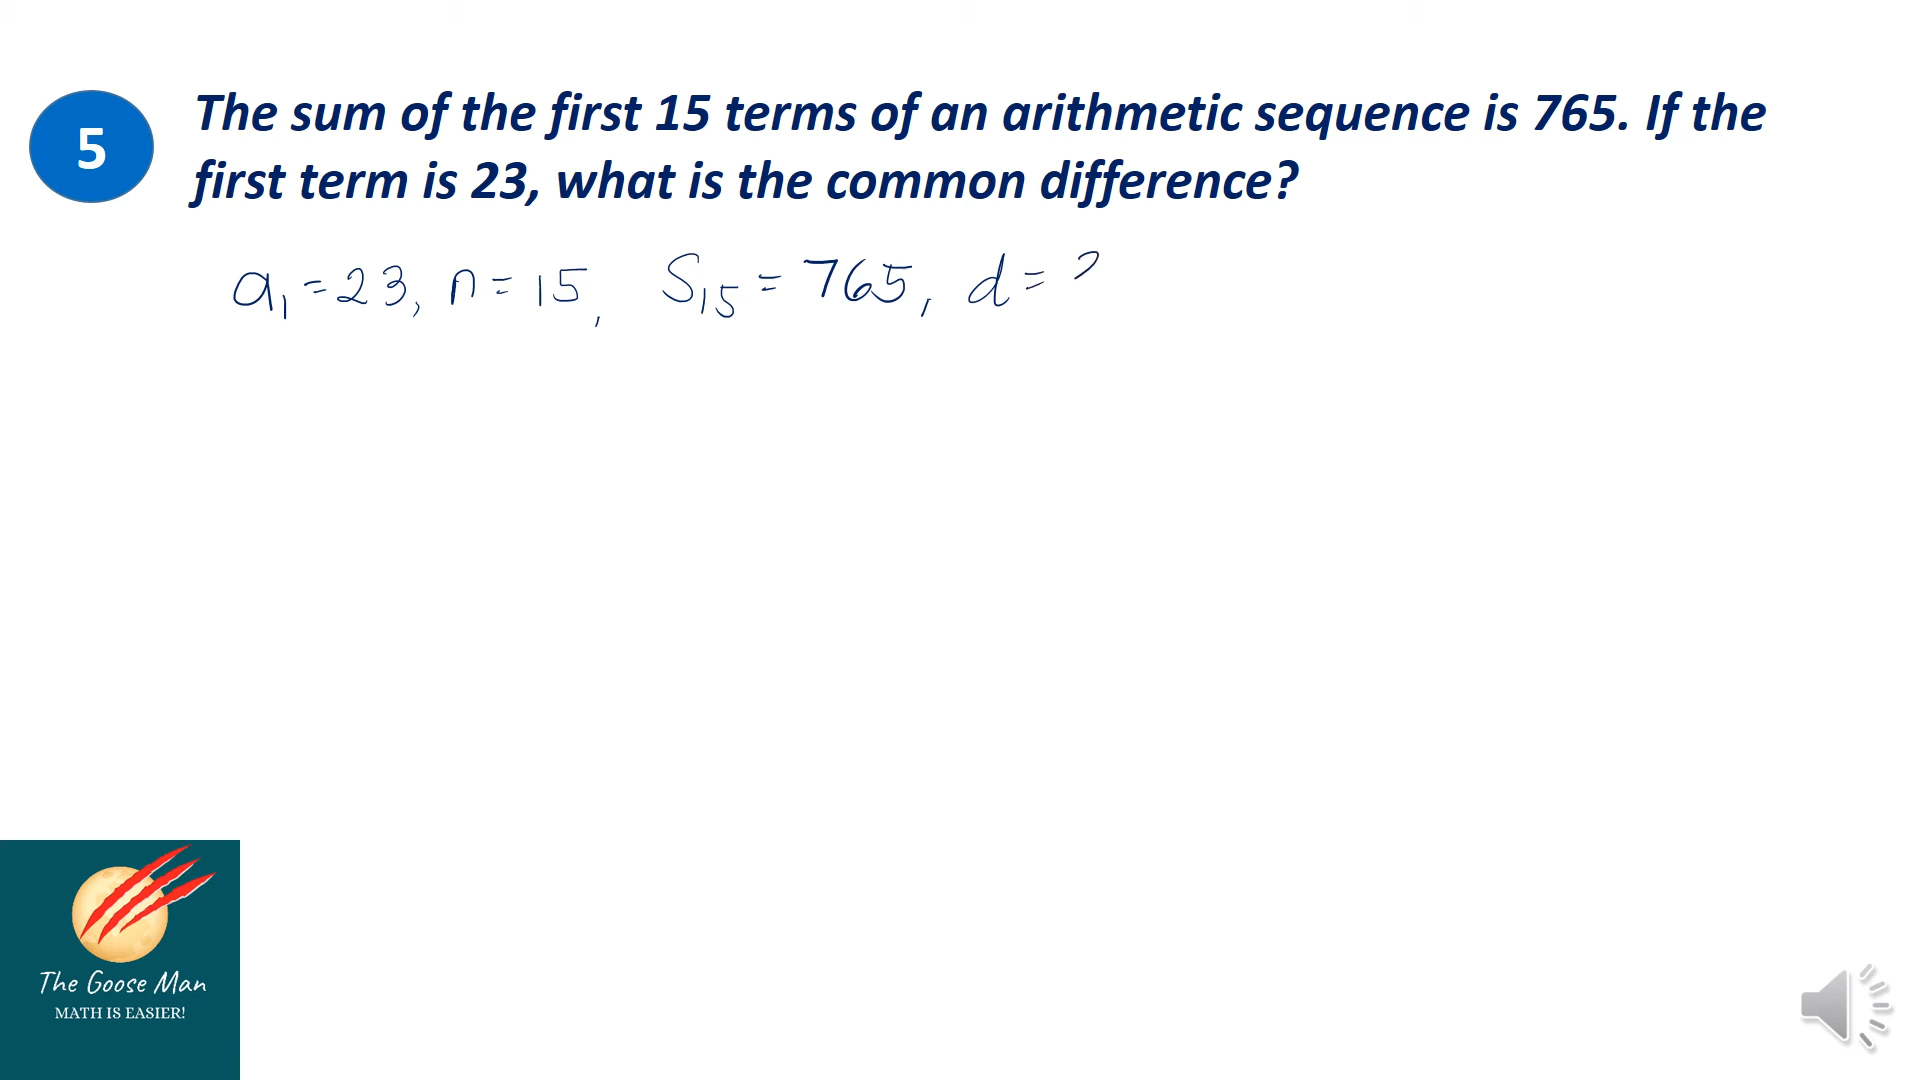 5
The sum of the first 15 terms of an arithmetic sequence is 765. If the
first term is 23, what is the common difference?
a₁ = 23, n = 15, S₁₅ = 765, d = ?
The Goose Man
MATH IS EASIER!